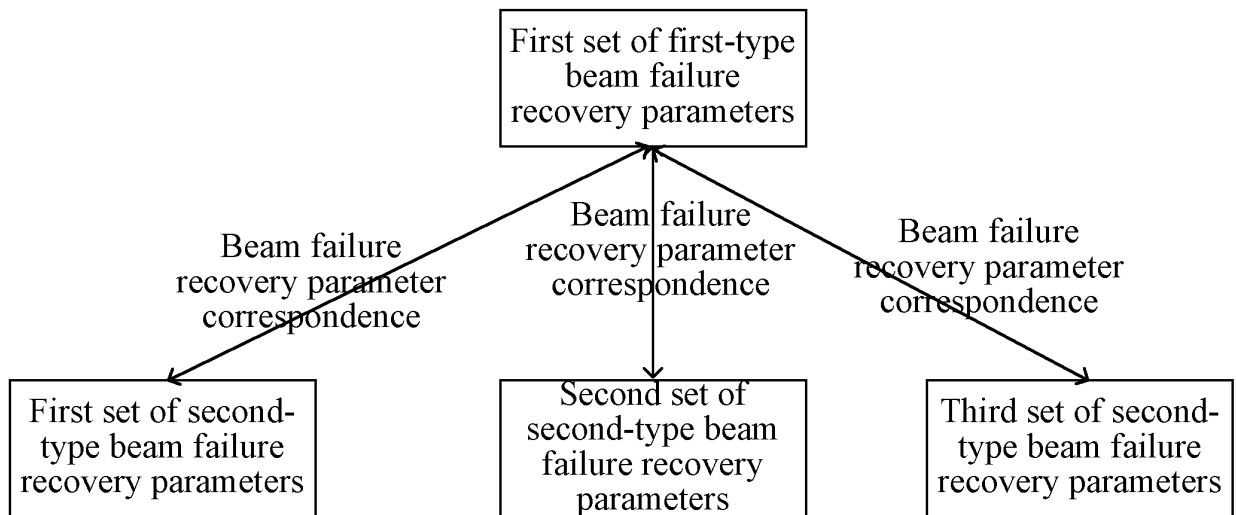 First set of first-type
beam failure
recovery parameters
Beam failure
recovery parameter
correspondence
Beam failure
recovery parameter
correspondence
Beam failure
recovery parameter
correspondence
First set of second-
type beam failure
recovery parameters
Second set of
second-type beam
failure recovery
parameters
Third set of second-
type beam failure
recovery parameters